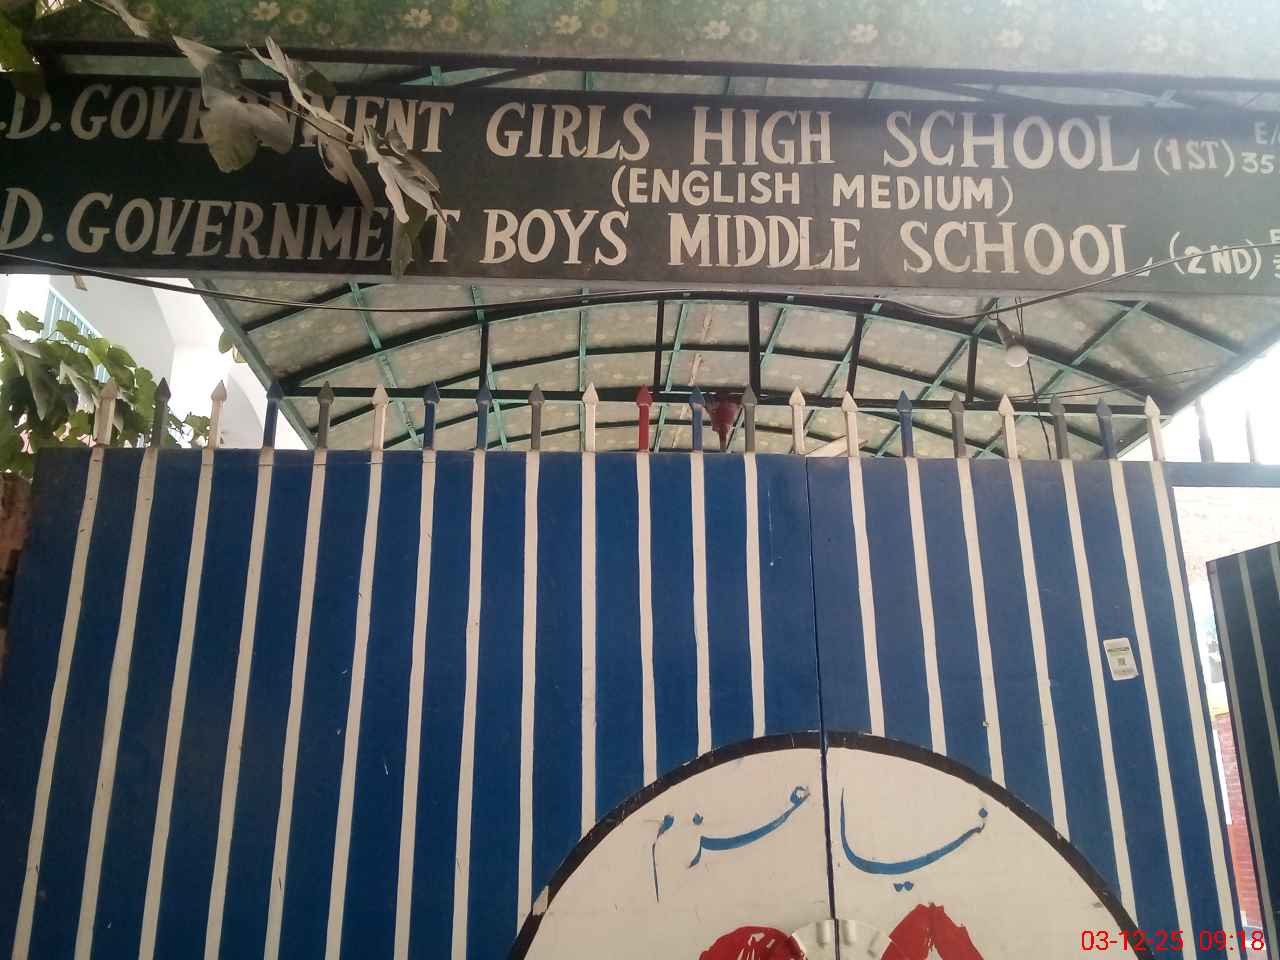 .D. GOVERNMENT GIRLS HIGH SCHOOL (1ST)
(ENGLISH MEDIUM)
D. GOVERNMENT BOYS MIDDLE SCHOOL (2ND)
نیا عزم
03-12-25 09:18